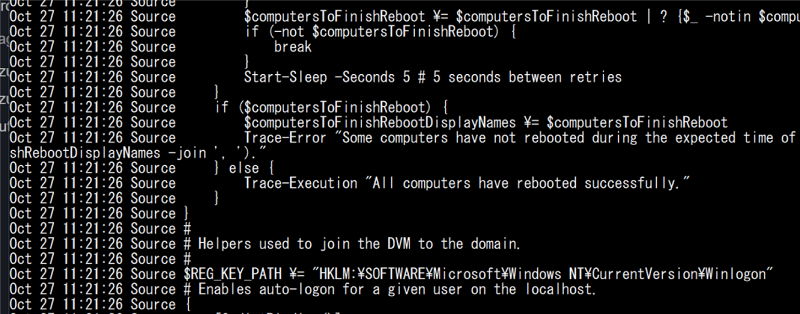 Oct 27 11:21:26 Source         }
Oct 27 11:21:26 Source         $computersToFinishReboot ¥= $computersToFinishReboot | ? {$_ -notin $compu
Oct 27 11:21:26 Source         if (-not $computersToFinishReboot) {
Oct 27 11:21:26 Source             break
Oct 27 11:21:26 Source         }
Oct 27 11:21:26 Source         Start-Sleep -Seconds 5 # 5 seconds between retries
Oct 27 11:21:26 Source     }
Oct 27 11:21:26 Source     if ($computersToFinishReboot) {
Oct 27 11:21:26 Source         $computersToFinishRebootDisplayNames ¥= $computersToFinishReboot
Oct 27 11:21:26 Source         Trace-Error "Some computers have not rebooted during the expected time of
shRebootDisplayNames -join ', ')."
Oct 27 11:21:26 Source     } else {
Oct 27 11:21:26 Source         Trace-Execution "All computers have rebooted successfully."
Oct 27 11:21:26 Source     }
Oct 27 11:21:26 Source }
Oct 27 11:21:26 Source #
Oct 27 11:21:26 Source # Helpers used to join the DVM to the domain.
Oct 27 11:21:26 Source #
Oct 27 11:21:26 Source $REG_KEY_PATH ¥= "HKLM:¥SOFTWARE¥Microsoft¥Windows NT¥CurrentVersion¥Winlogon"
Oct 27 11:21:26 Source # Enables auto-logon for a given user on the localhost.
Oct 27 11:21:26 Source {